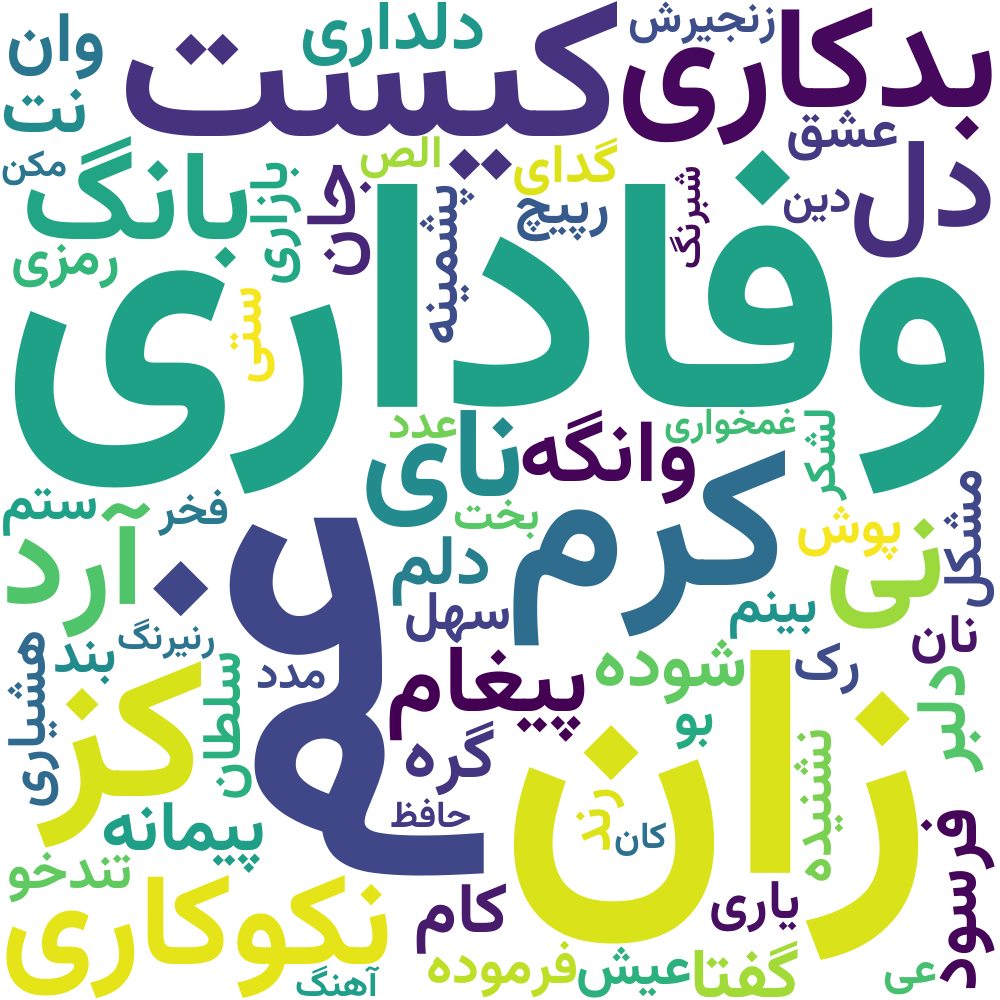 زنجیرش
دلداری
وان
کیست
بدکاری
نت
عشق
الص
گدای
مکن
بانگ
بازاری
جان
پشمینه
رپیچ
شبرنگ
دین
دل
رمزی
وفاداری
ستی
غمخواری
عدد
نای
وانگه
لشکر
کرم
مشکل
ستم
فخر
بخت
پوش
نی
آرد
دلم
سهل
بینم
نان
رنیرنگ
بند
هشیاری
سلطان
مدد
پیغام
شوده
رک
دلبر
کز
زان
بو
گره
نشنیده
رند
کان
حافظ
پیمانه
فرسود
تندخو
نکوکاری
کام
یاری
فرموده
عیش
گفتا
عی
آهنگ